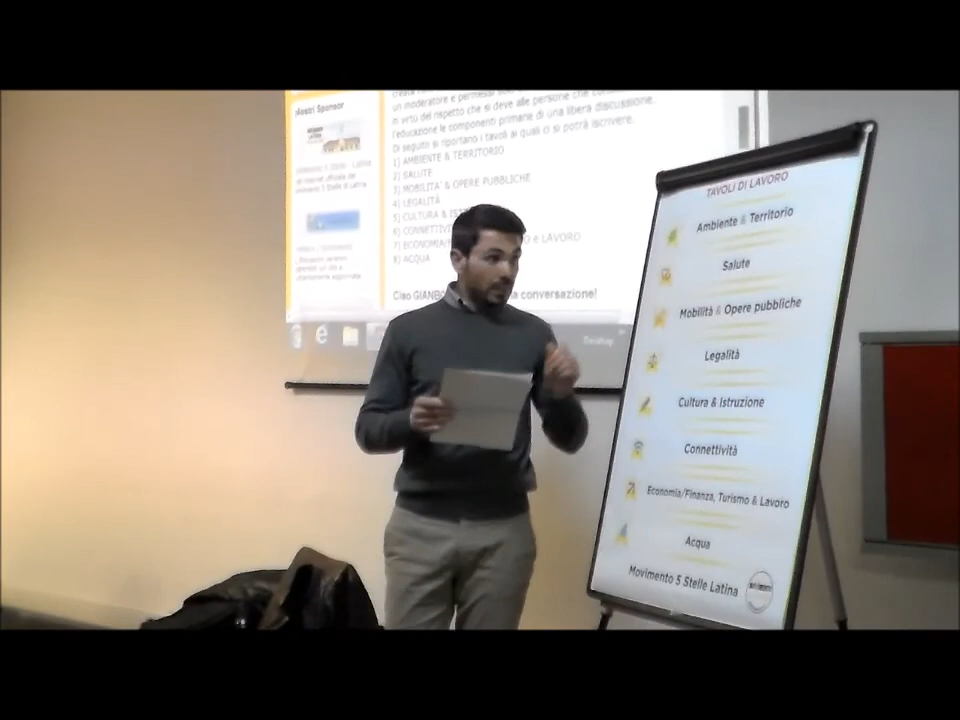 Nostri Sponsor
un moderatore e permessi
in virtù del rispetto che si deve alle persone che
l'educazione le componenti primarie di una libera discussione.
Di seguito si riportano i tavoli ai quali ci si potrà iscrivere.
1) AMBIENTE & TERRITORIO
2) SALUTE
3) MOBILITA' & OPERE PUBBLICHE
4) LEGALITÀ
5) CULTURA &
6) CONNETTIVI
7) ECONOMIA/ O e LAVORO
8) ACQUA
Ciao a conversazione!
Desktop
TAVOLI DI LAVORO
Ambiente & Territorio
Salute
Mobilità & Opere pubbliche
Legalità
Cultura & Istruzione
Connettività
Economia/Finanza, Turismo & Lavoro
Acqua
Movimento 5 Stelle Latina